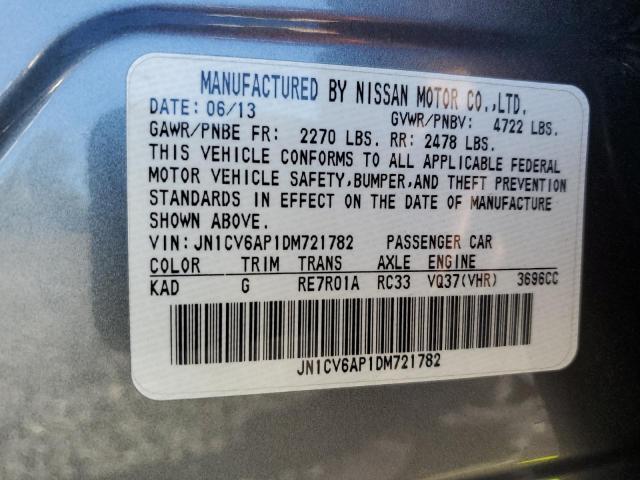 MANUFACTURED BY NISSAN MOTOR CO.,LTD.
DATE: 06/13 GVWR/PNBV: 4722 LBS.
GAWR/PNBE FR: 2270 LBS. RR: 2478 LBS.
THIS VEHICLE CONFORMS TO ALL APPLICABLE FEDERAL
MOTOR VEHICLE SAFETY,BUMPER,AND THEFT PREVENTION
STANDARDS IN EFFECT ON THE DATE OF MANUFACTURE
SHOWN ABOVE.
VIN: JN1CV6AP1DM721782 PASSENGER CAR
COLOR TRIM TRANS AXLE ENGINE
KAD G RE7R01A RC33 VQ37(VHR) 3696CC
JN1CV6AP1DM721782